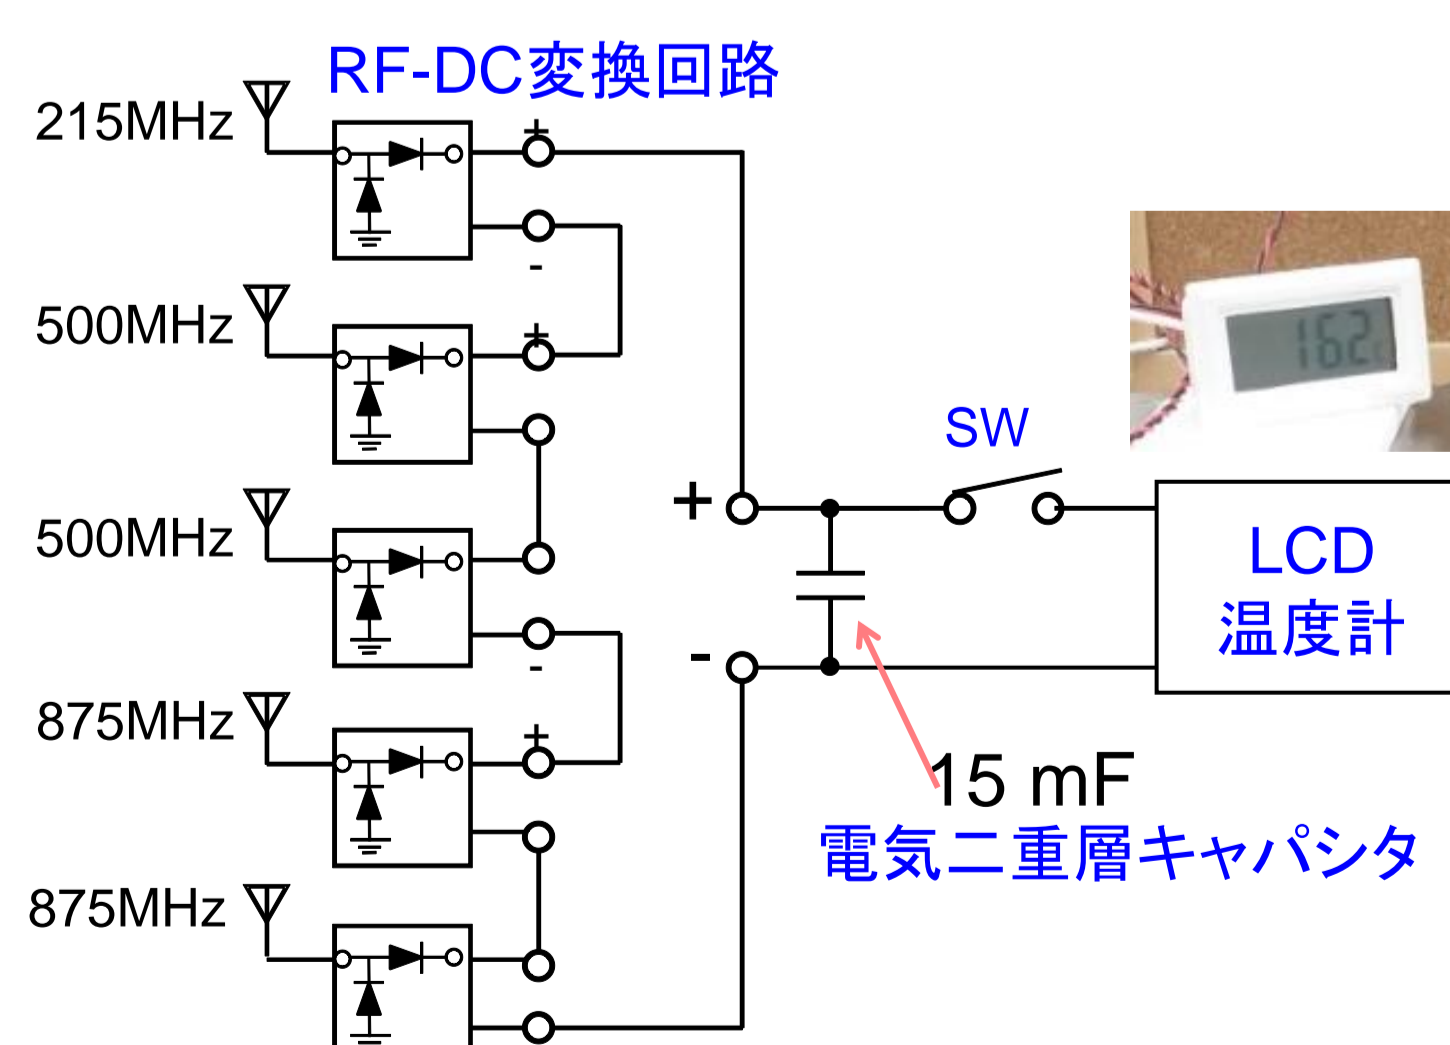 RF-DC変換回路
215MHz
+
-
500MHz
+
500MHz
-
875MHz
+
875MHz
+
-
SW
162
LCD
温度計
15 mF
電気二重層キャパシタ